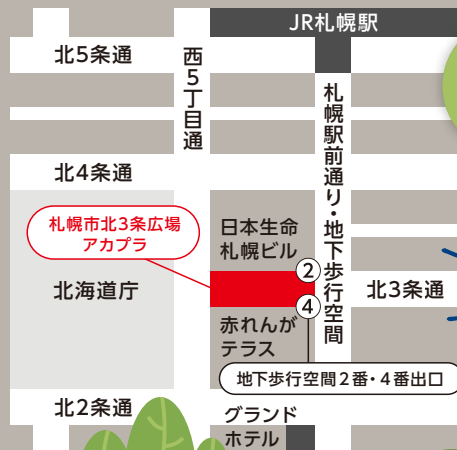 JR札幌駅
北5条通
西5丁目通
札幌駅前通り・地下歩行空間
北4条通
札幌市北3条広場
アカプラ
日本生命
札幌ビル
北海道庁
②
④
北3条通
赤れんが
テラス
地下歩行空間2番・4番出口
北2条通
グランド
ホテル